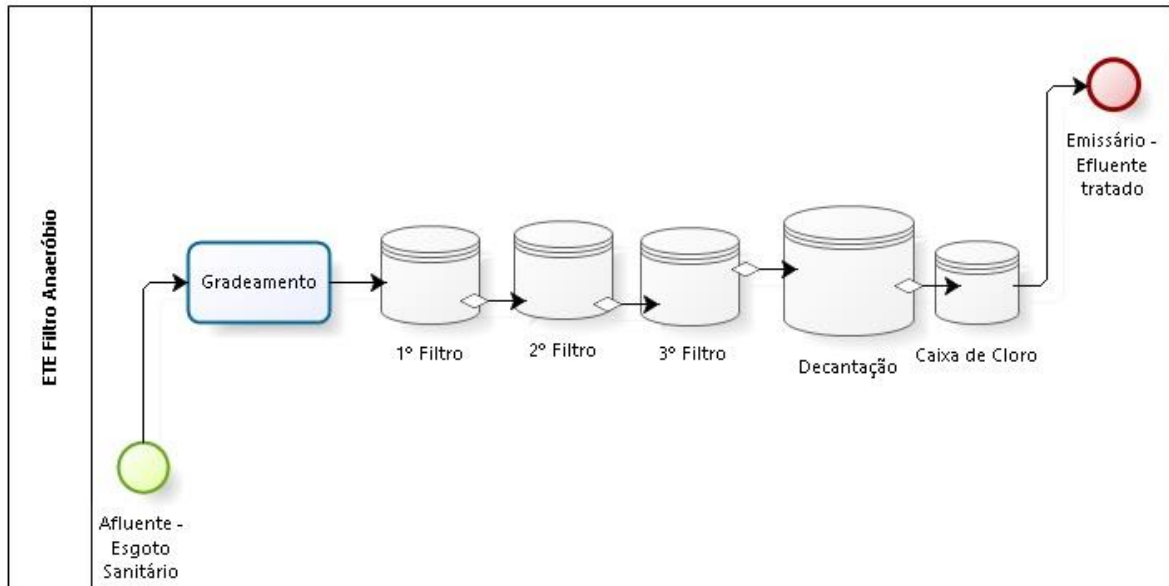 ETE Filtro Anaeróbio
Afluente -
Esgoto
Sanitário
Gradeamento
1º Filtro
2º Filtro
3º Filtro
Decantação
Caixa de Cloro
Emissário -
Efluente
tratado